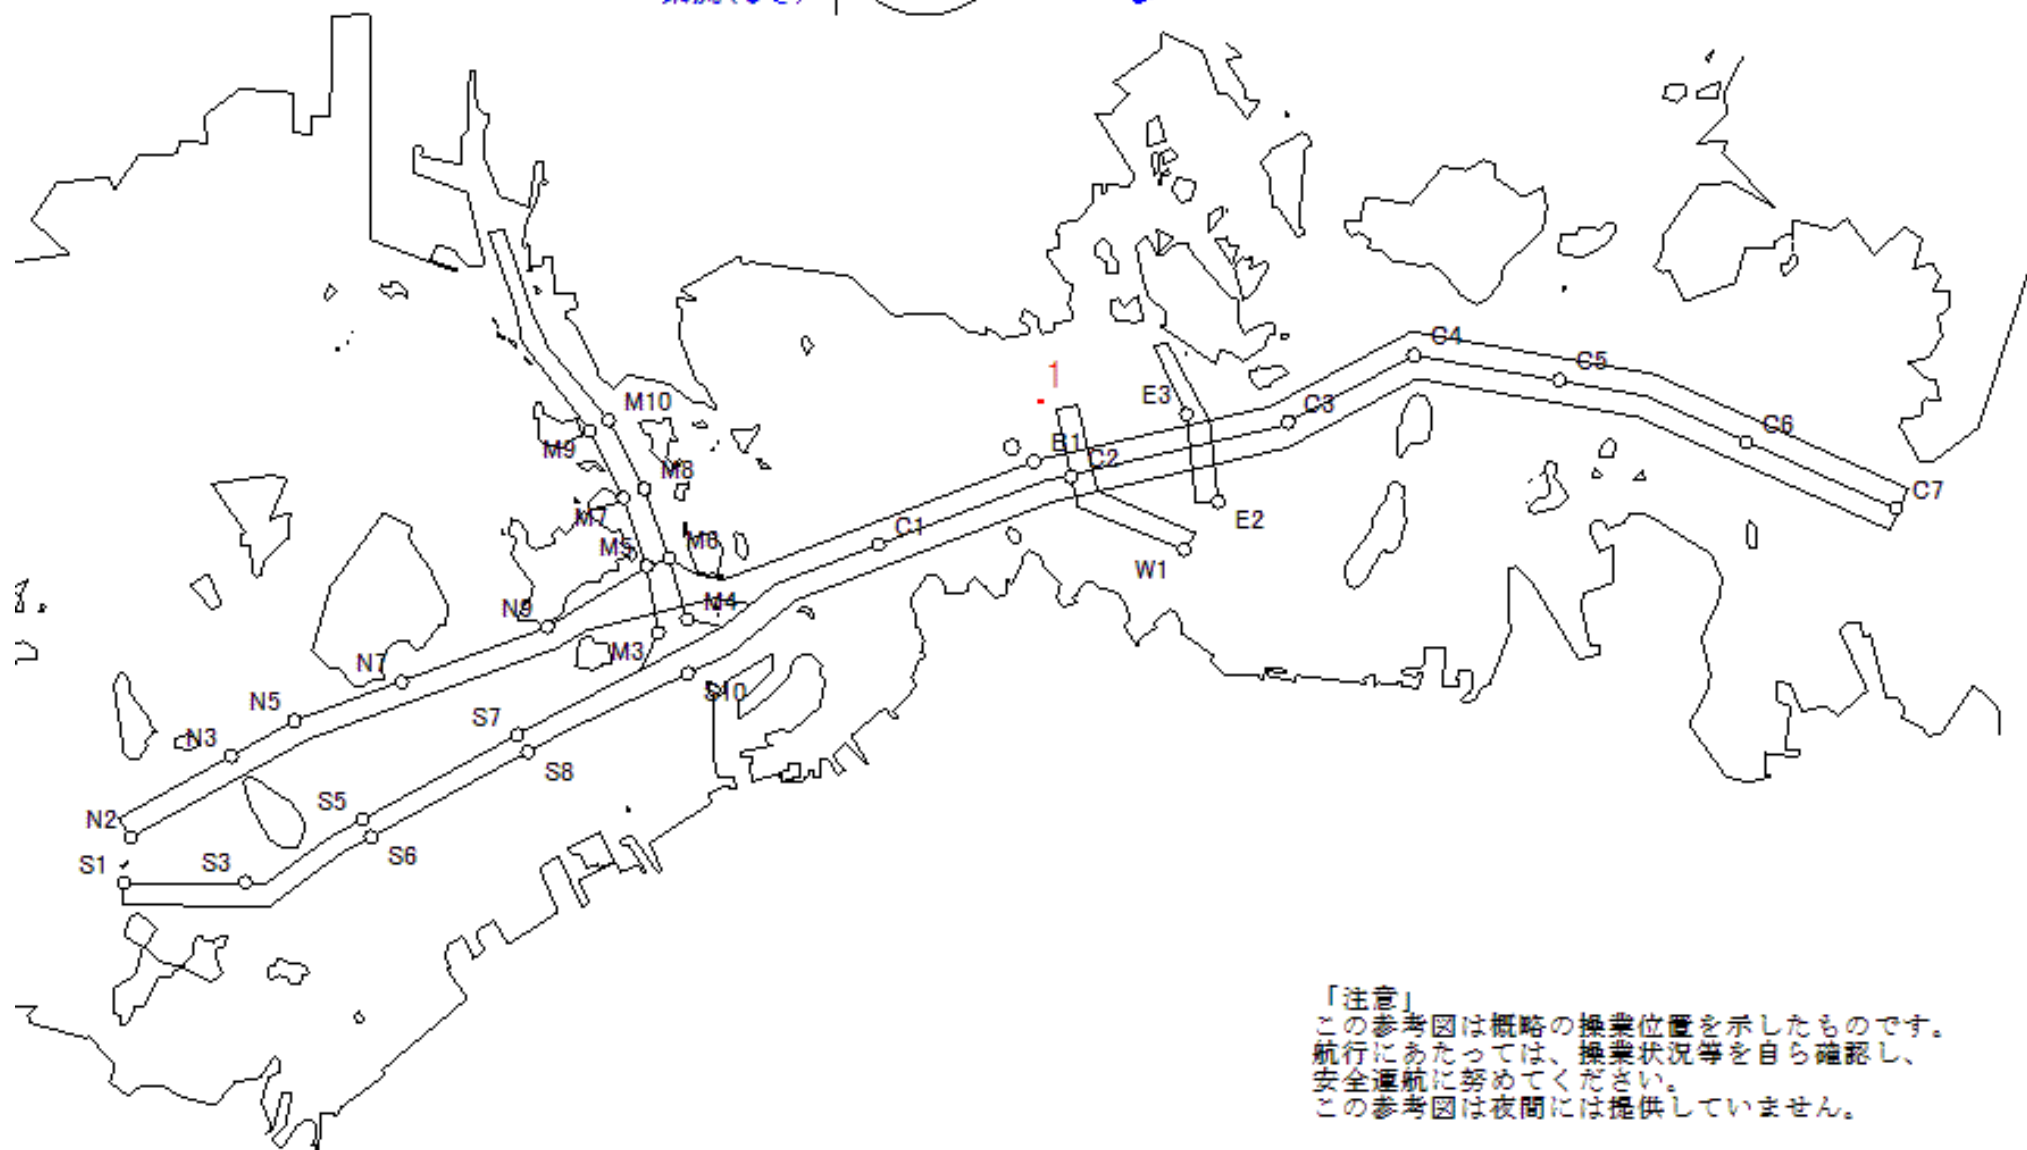 1
C4
C5
E3
M10
C3
C6
M9
B1
C2
M8
C7
M7
E2
C1
M5
M6
W1
N9
M4
M3
N7
S10
N5
S7
N3
S8
S5
N2
S6
S1
S3
「注意」
この参考図は概略の操業位置を示したものです。
航行にあたっては、操業状況等を自ら確認し、
安全運航に努めてください。
この参考図は夜間には提供していません。